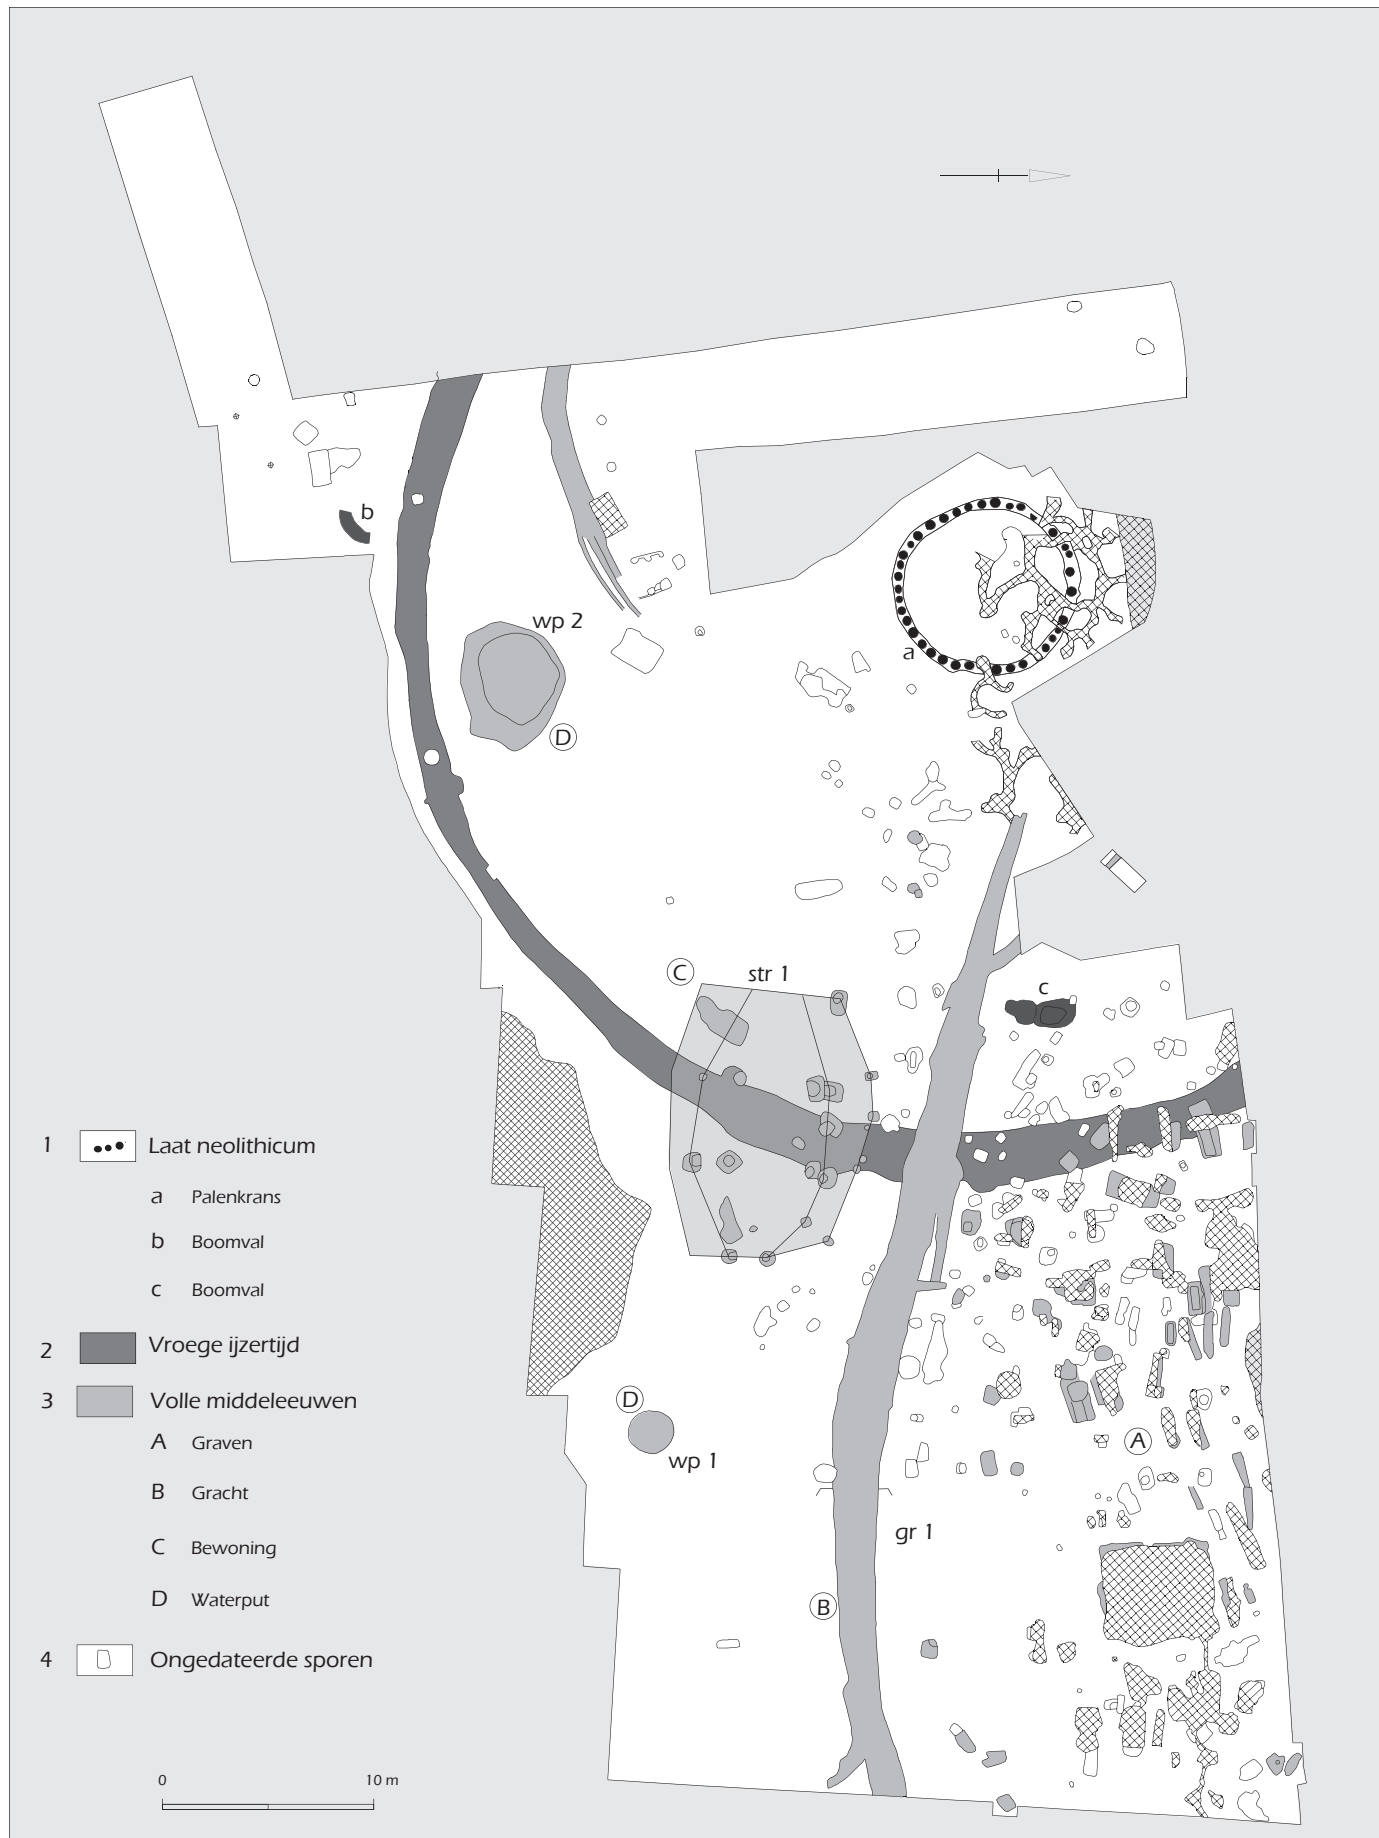 b
wp 2
D
a
C
str 1
c
D
wp 1
A
gr 1
B
1 Laat neolithicum
a Palenkrans
b Boomval
c Boomval
2 Vroege ijzertijd
3 Volle middeleeuwen
A Graven
B Gracht
C Bewoning
D Waterput
4 Ongedateerde sporen
0 10 m